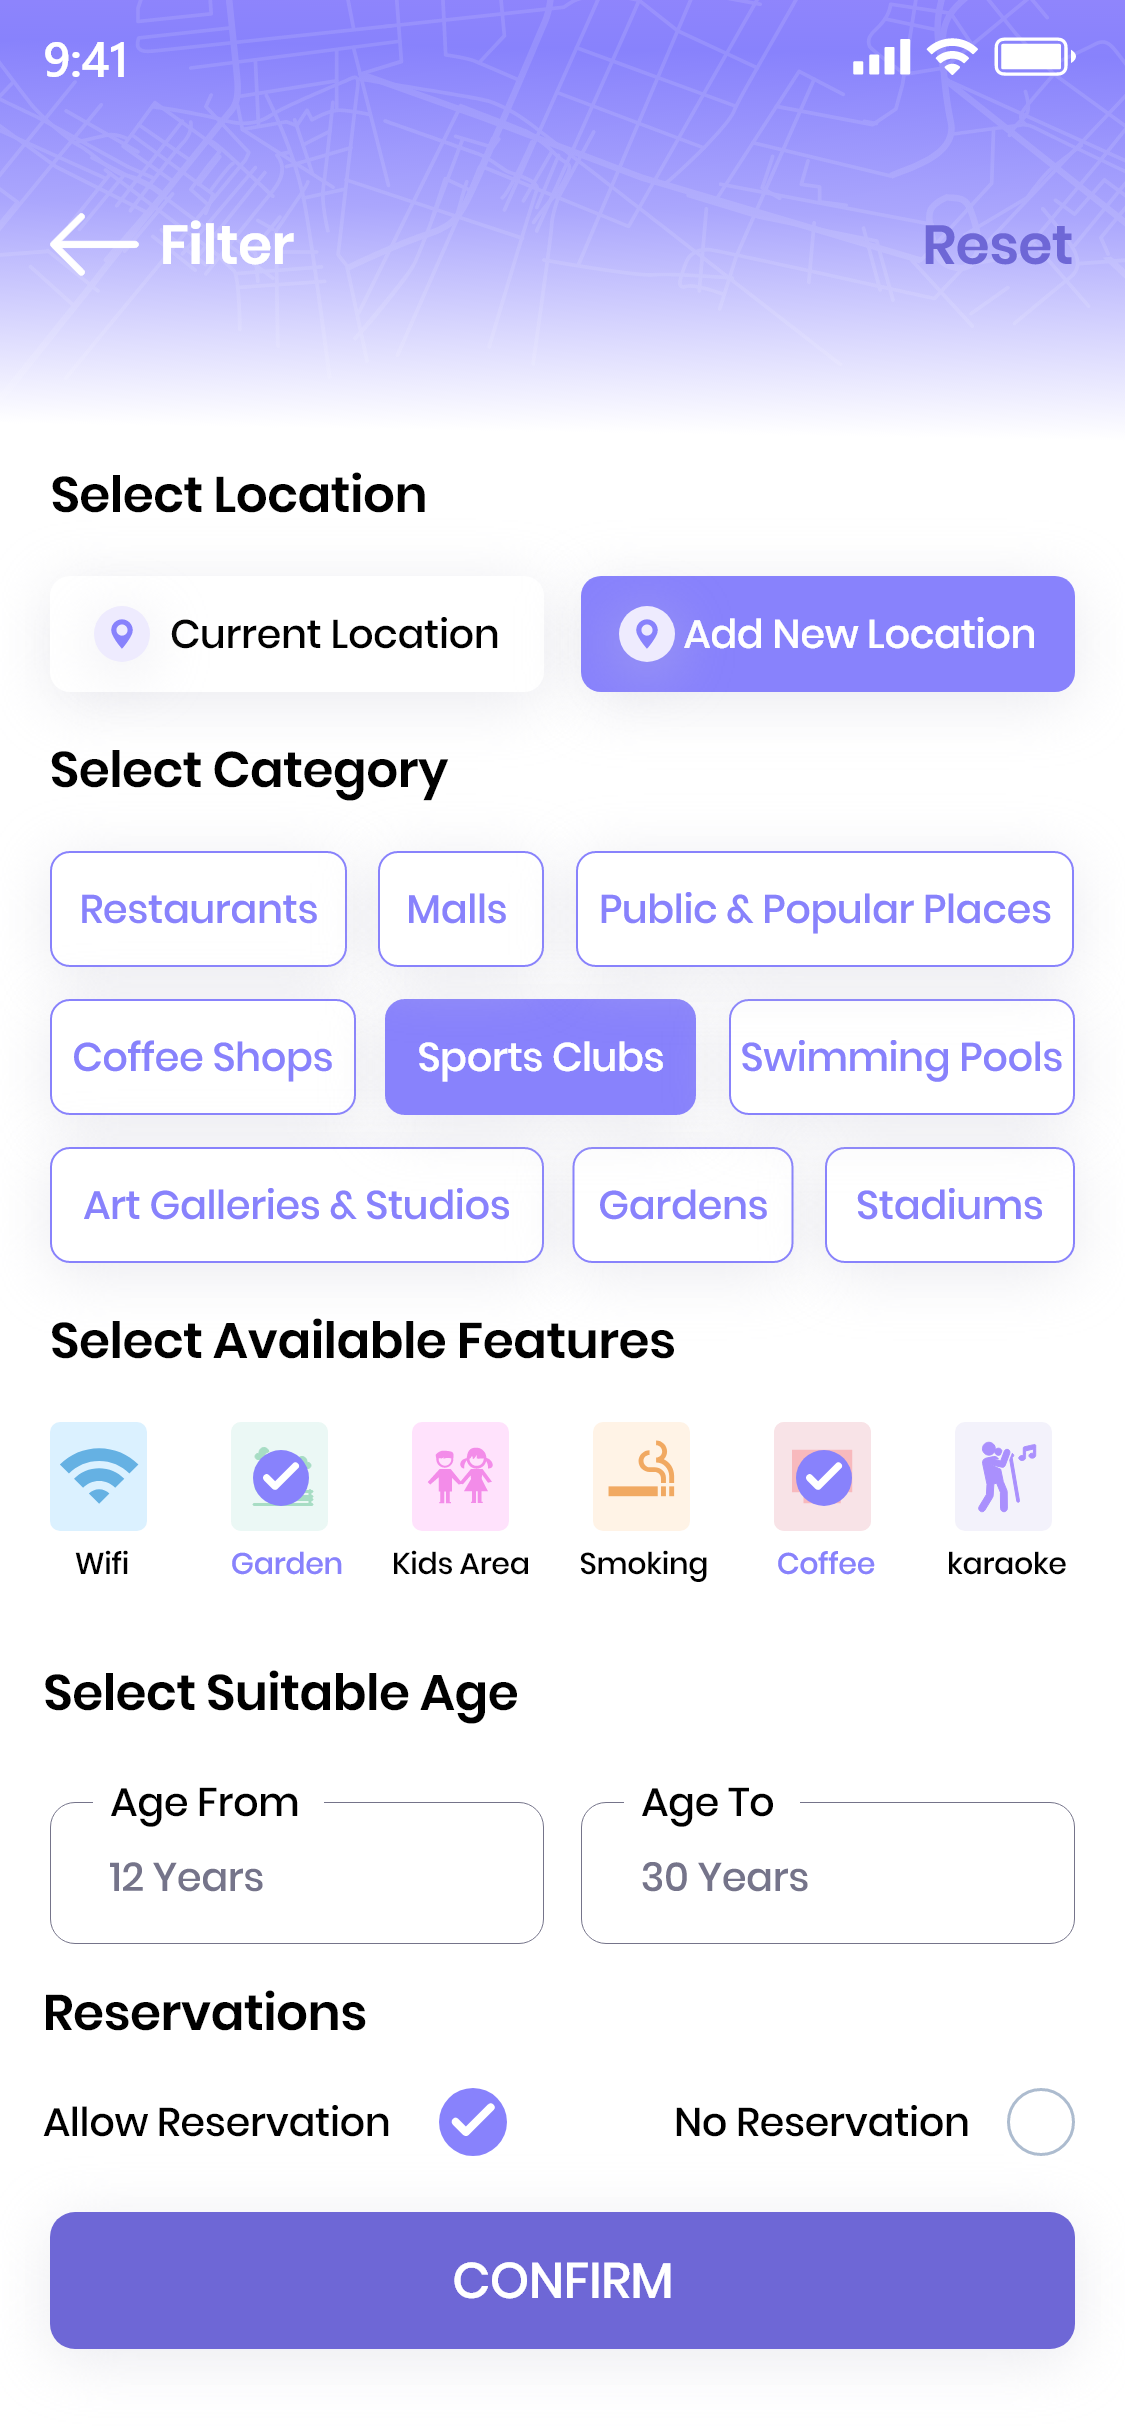 9:41
Filter
Reset
Select Location
Current Location
Add New Location
Select Category
Restaurants
Malls
Public & Popular Places
Coffee Shops
Sports Clubs
Swimming Pools
Art Galleries & Studios
Gardens
Stadiums
Select Available Features
Wifi
Garden
Kids Area
Smoking
Coffee
karaoke
Select Suitable Age
Age From
Age To
12 Years
30 Years
Reservations
Allow Reservation
No Reservation
CONFIRM